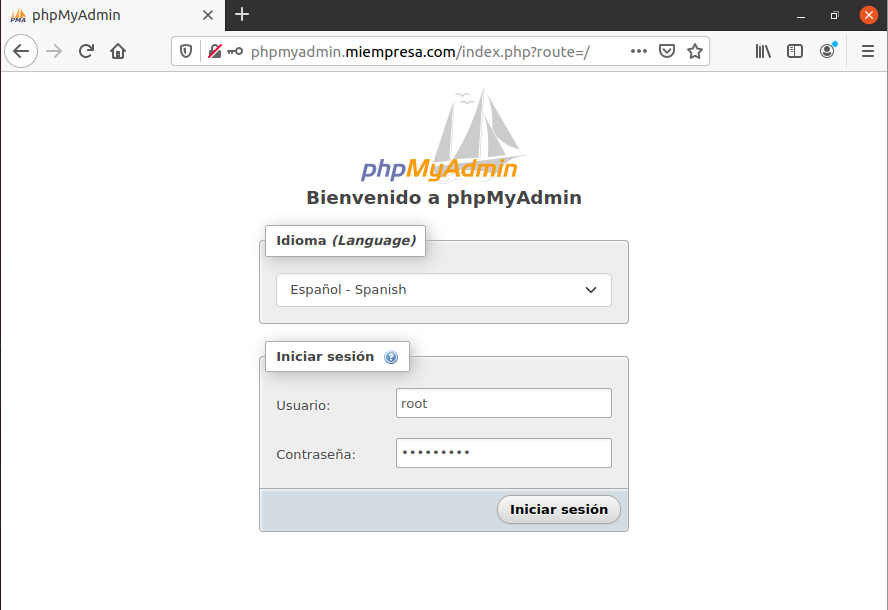 phpMyAdmin
phpmyadmin.miempresa.com/index.php?route=/
phpMyAdmin
Bienvenido a phpMyAdmin
Idioma (Language)
Español - Spanish
Iniciar sesión
Usuario:
root
Contraseña:
•••••••••
Iniciar sesión